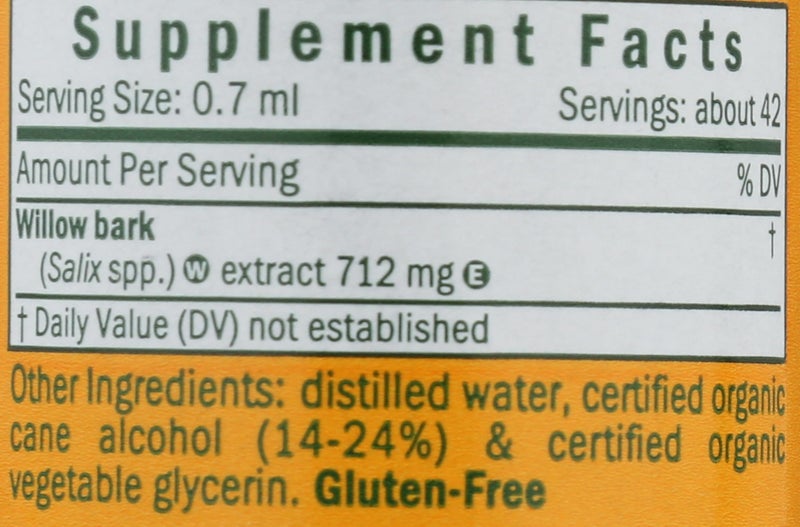 Supplement Facts
Serving Size: 0.7 ml Servings: about 42
Amount Per Serving % DV
Willow bark †
(Salix spp.) Ⓦ extract 712 mg Ⓔ
† Daily Value (DV) not established
Other Ingredients: distilled water, certified organic
cane alcohol (14-24%) & certified organic
vegetable glycerin. Gluten-Free